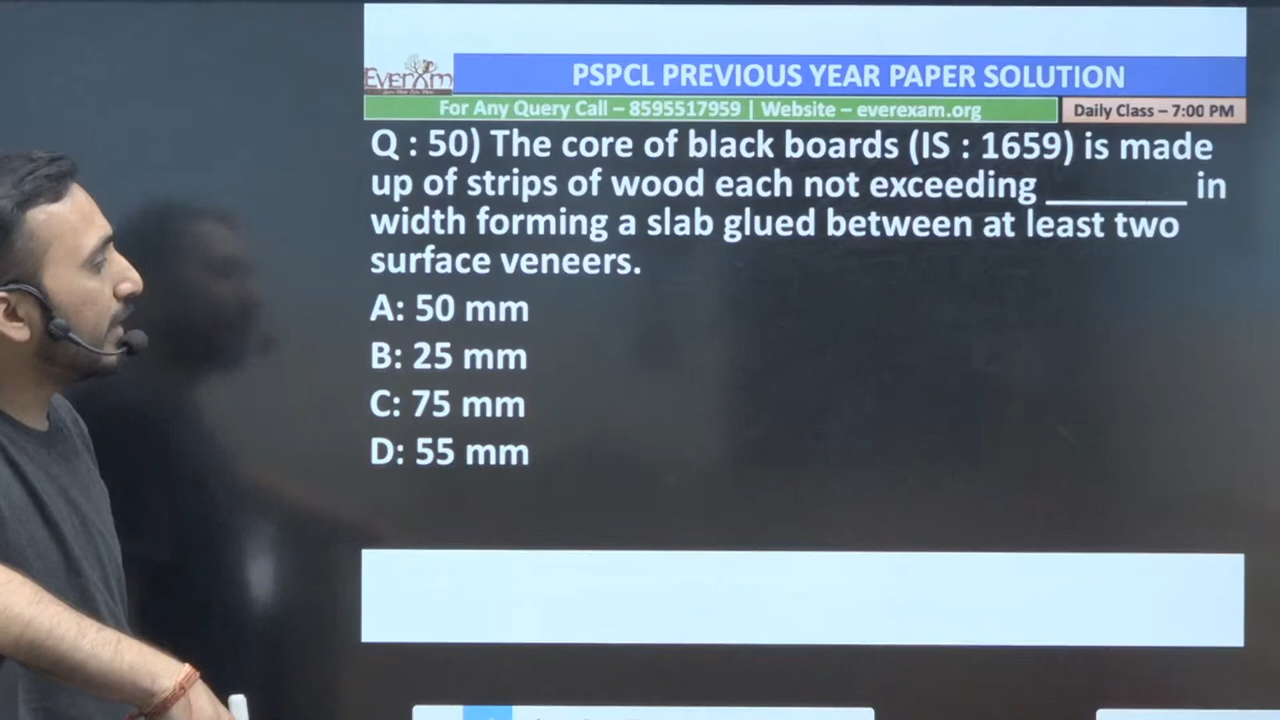 EverExam
PSPCL PREVIOUS YEAR PAPER SOLUTION
For Any Query Call – 8595517959 | Website – everexam.org
Daily Class – 7:00 PM
Q : 50) The core of black boards (IS : 1659) is made
up of strips of wood each not exceeding ________ in
width forming a slab glued between at least two
surface veneers.
A: 50 mm
B: 25 mm
C: 75 mm
D: 55 mm